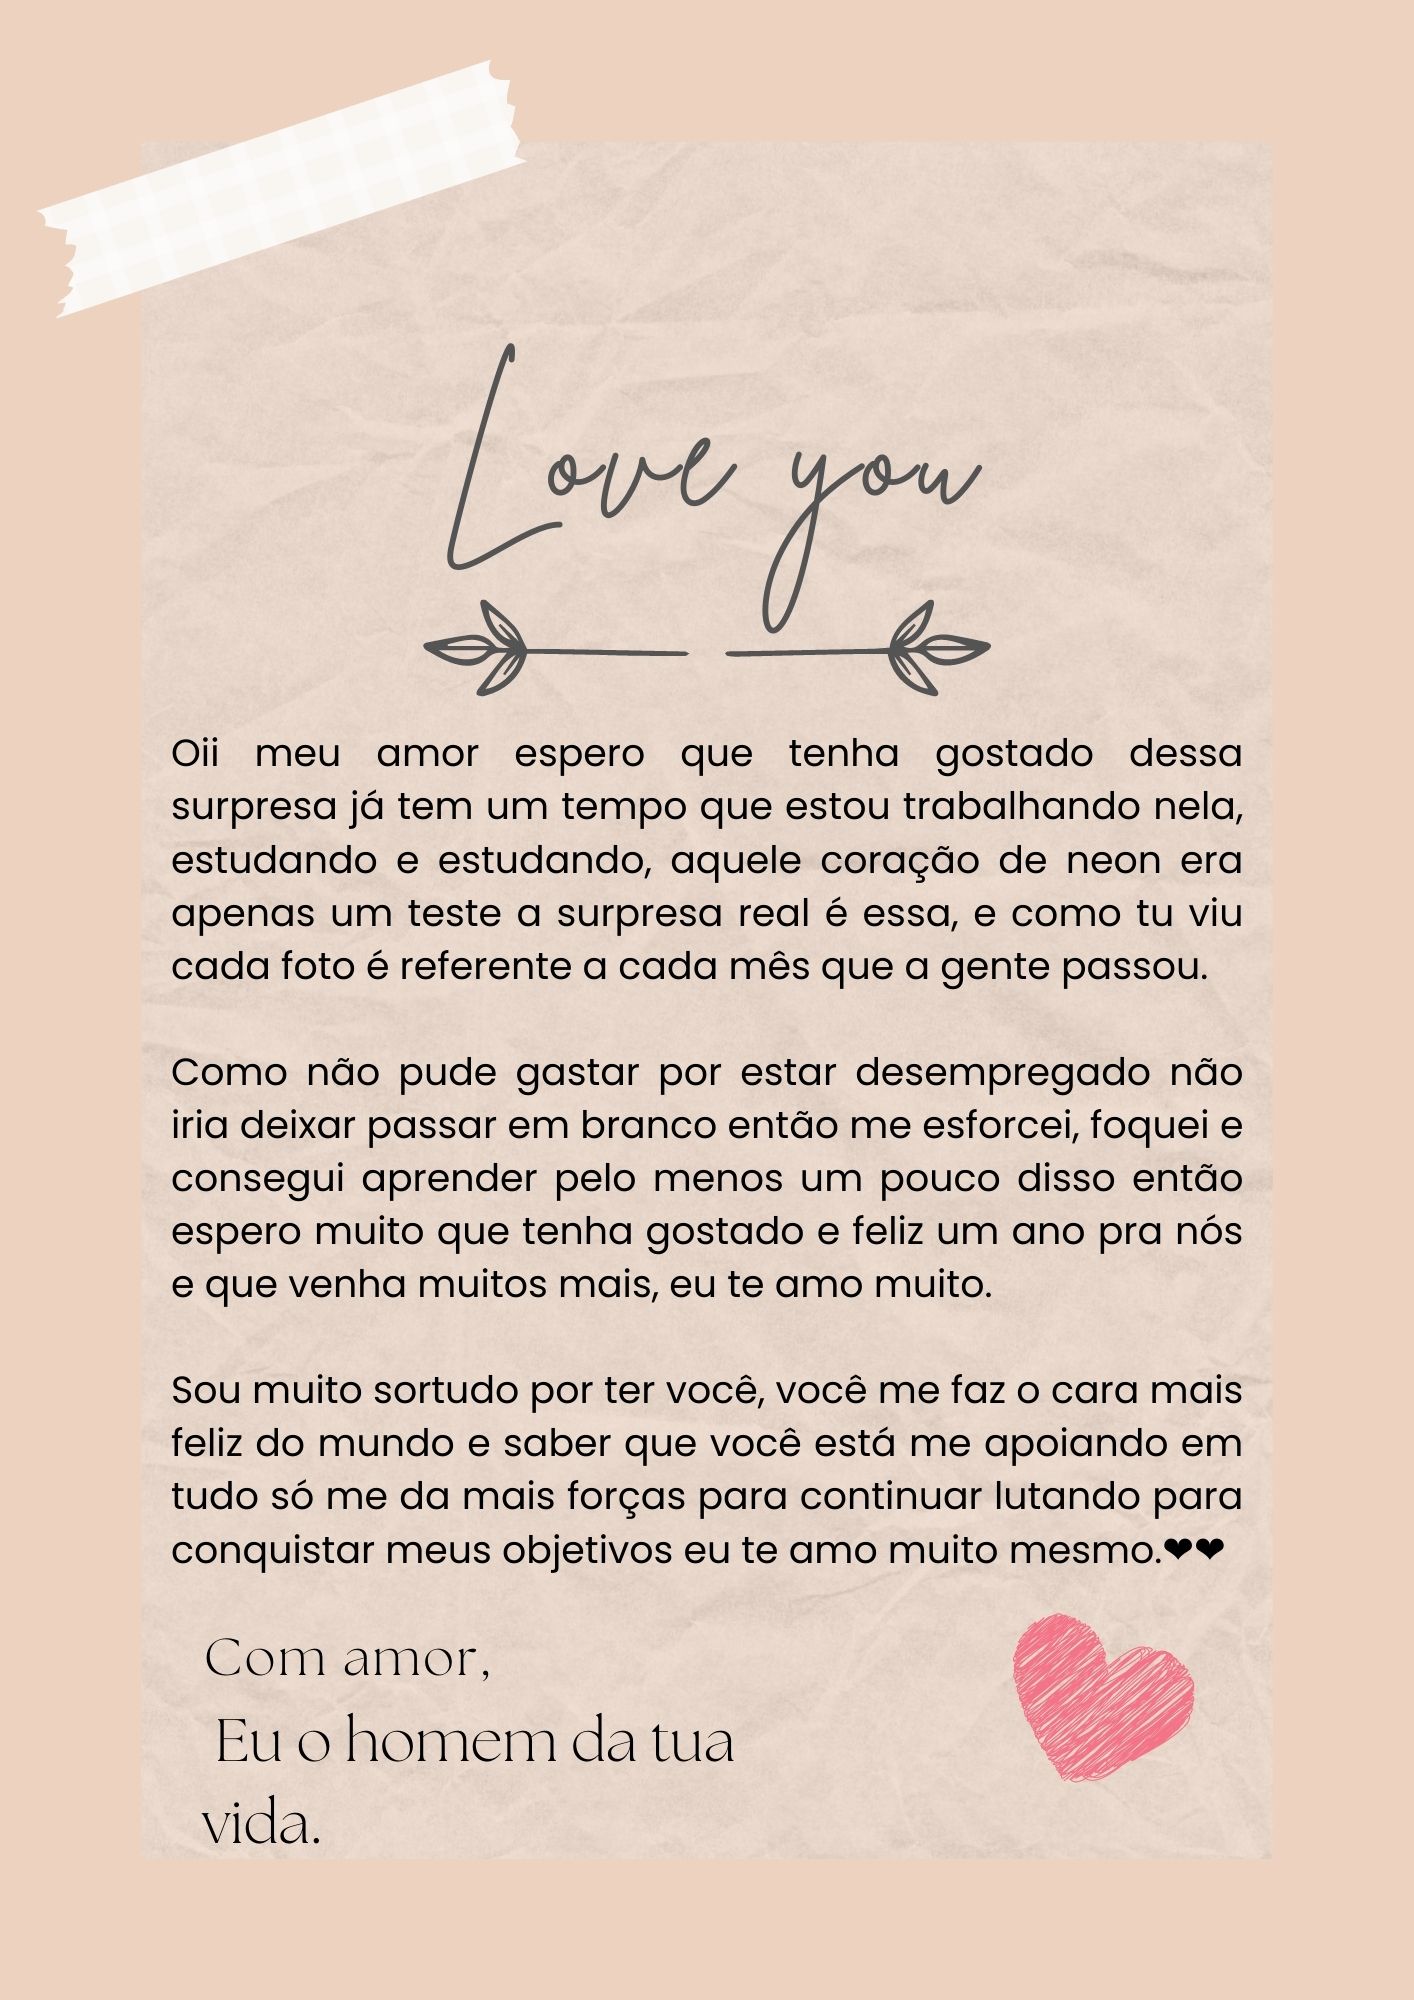 Love you
Oii meu amor espero que tenha gostado dessa
surpresa já tem um tempo que estou trabalhando nela,
estudando e estudando, aquele coração de neon era
apenas um teste a surpresa real é essa, e como tu viu
cada foto é referente a cada mês que a gente passou.
Como não pude gastar por estar desempregado não
iria deixar passar em branco então me esforcei, foquei e
consegui aprender pelo menos um pouco disso então
espero muito que tenha gostado e feliz um ano pra nós
e que venha muitos mais, eu te amo muito.
Sou muito sortudo por ter você, você me faz o cara mais
feliz do mundo e saber que você está me apoiando em
tudo só me da mais forças para continuar lutando para
conquistar meus objetivos eu te amo muito mesmo.❤❤
Com amor,
Eu o homem da tua
vida.